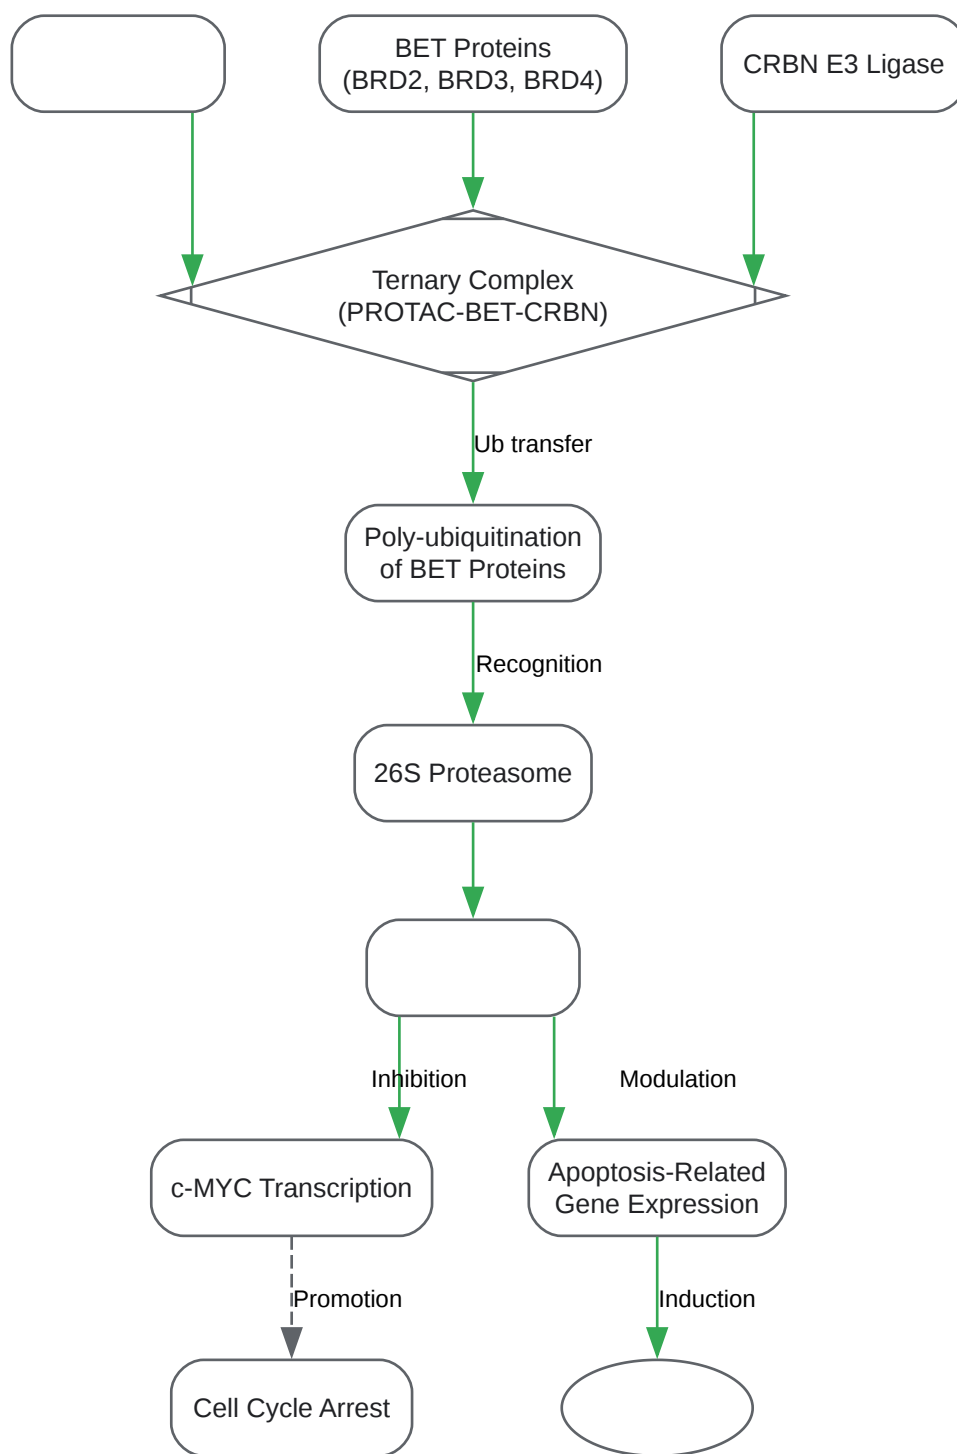 BET Proteins
(BRD2, BRD3, BRD4)
CRBN E3 Ligase
Ternary Complex
(PROTAC-BET-CRBN)
Ub transfer
Poly-ubiquitination
of BET Proteins
Recognition
26S Proteasome
Inhibition
Modulation
c-MYC Transcription
Apoptosis-Related
Gene Expression
Promotion
Induction
Cell Cycle Arrest